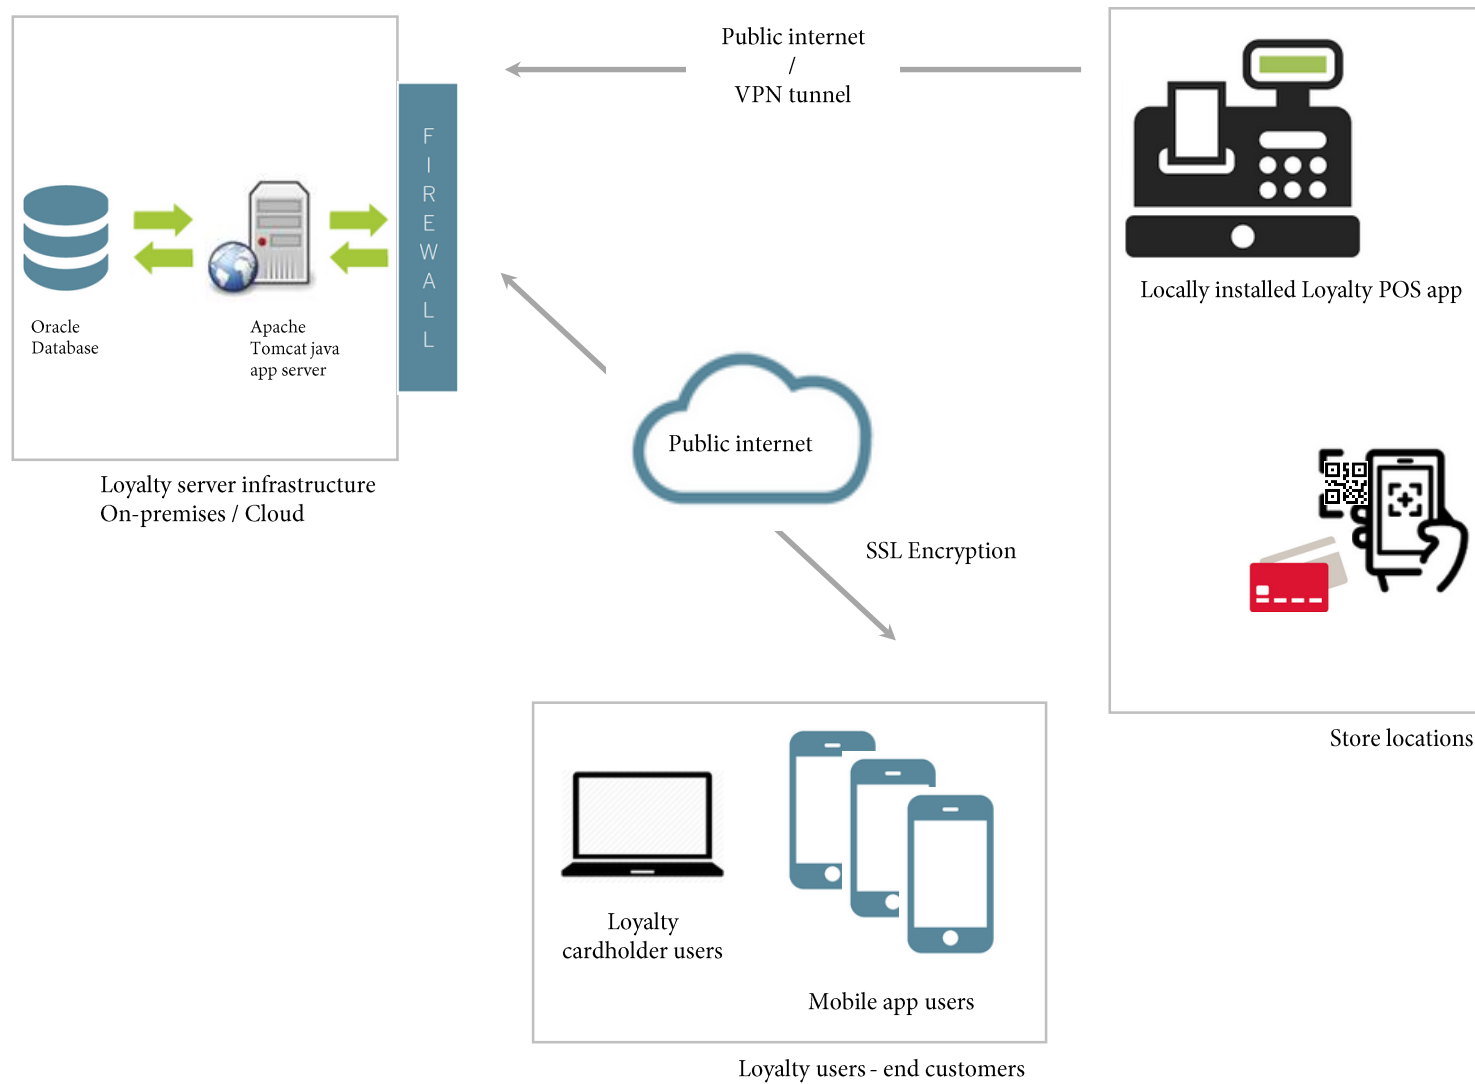 Public internet
/
VPN tunnel
FIREWALL
Oracle
Database
Apache
Tomcat java
app server
Loyalty server infrastructure
On-premises / Cloud
Locally installed Loyalty POS app
Public internet
SSL Encryption
Store locations
Loyalty
cardholder users
Mobile app users
Loyalty users - end customers